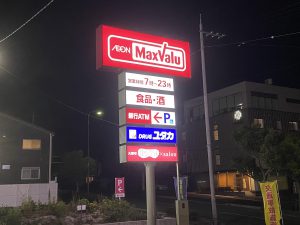 AEON MaxValu
営業時間 7時~23時
食品・酒
銀行ATM ←P
DRUG ユタカ
P